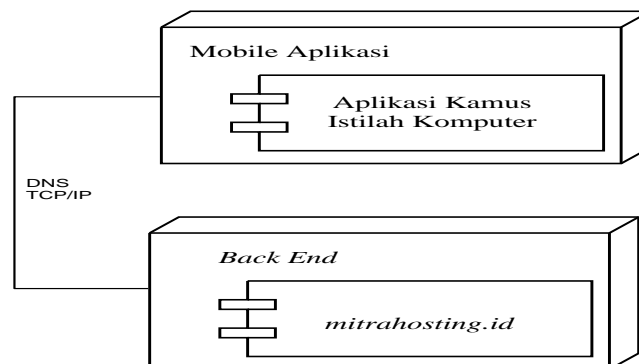 Mobile Aplikasi
Aplikasi Kamus
Istilah Komputer
DNS
TCP/IP
Back End
mitrahosting.id